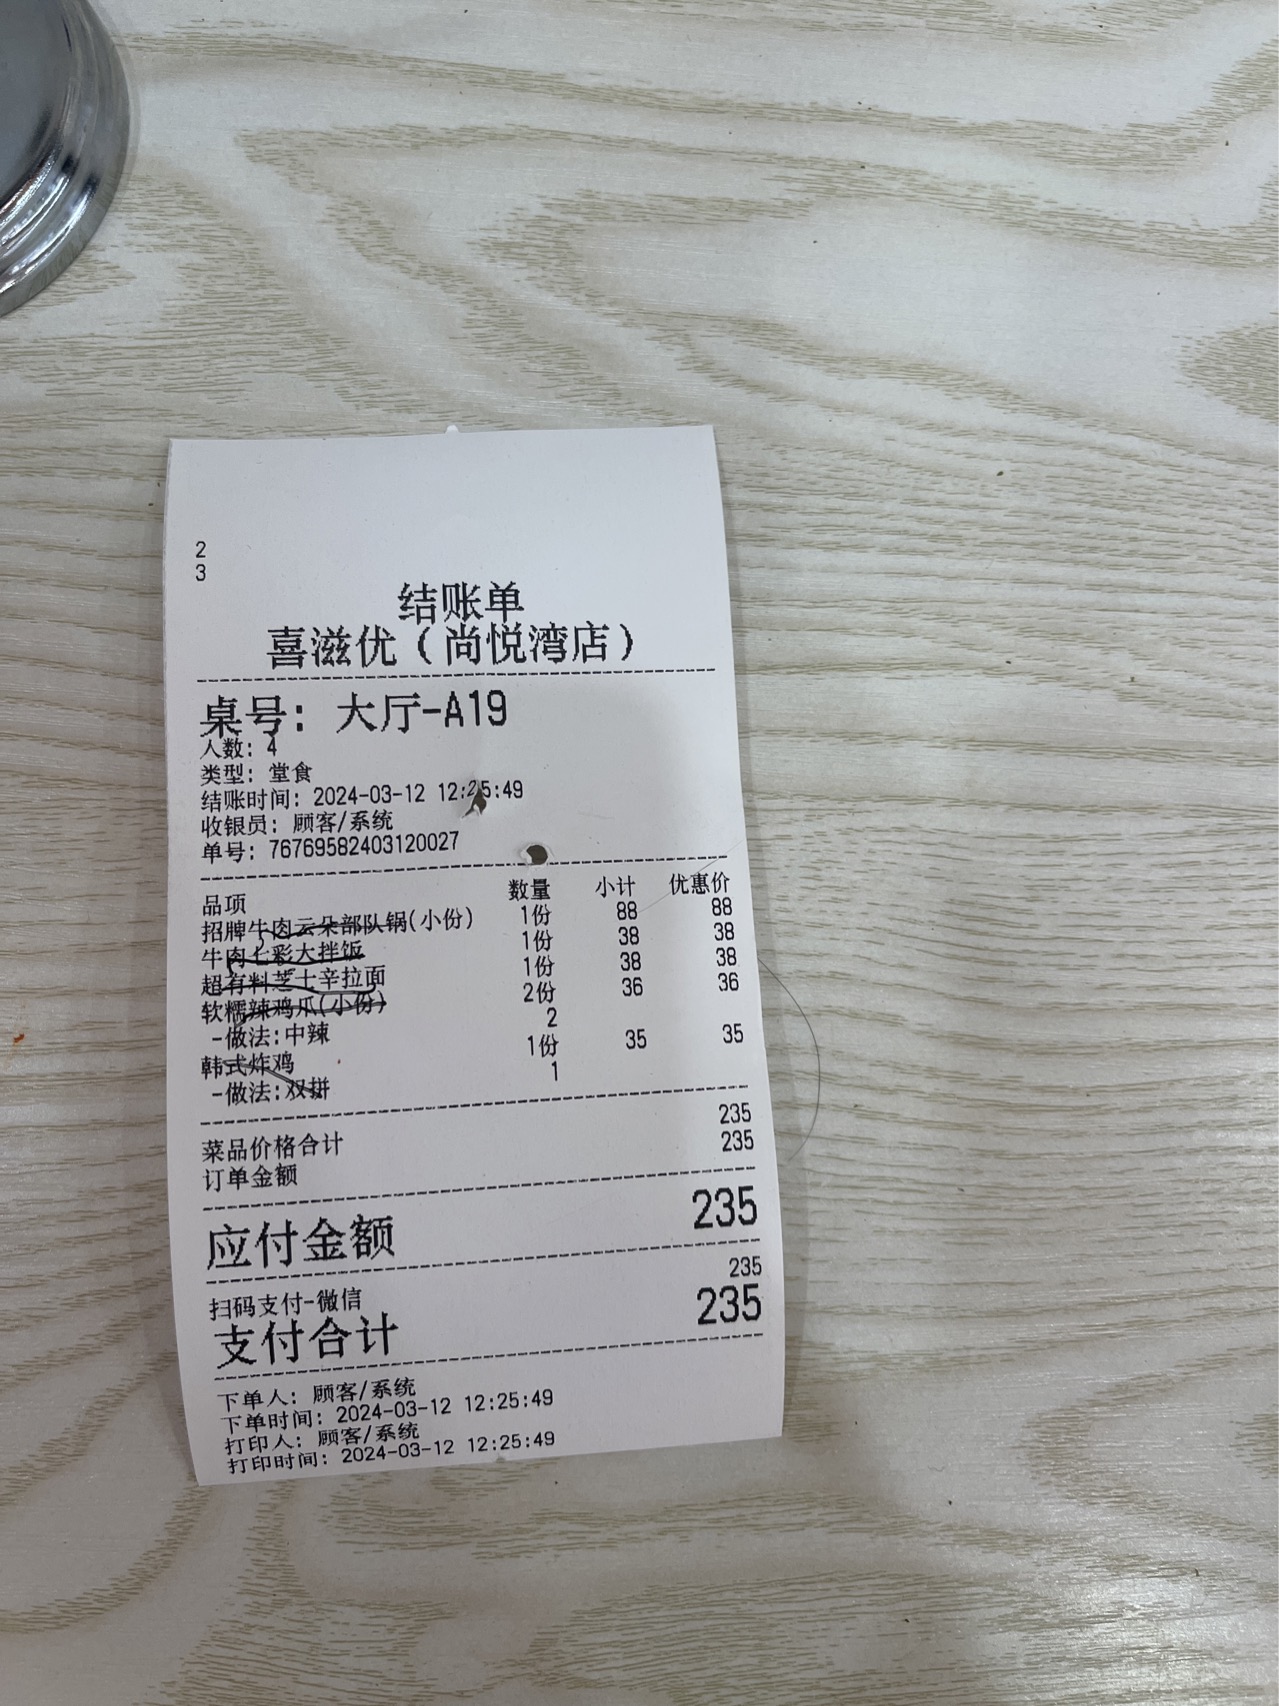 2
3
结账单
喜滋优（尚悦湾店）
桌号: 大厅-A19
人数: 4
类型: 堂食
结账时间: 2024-03-12 12:25:49
收银员: 顾客/系统
单号: 76769582403120027
品项 数量 小计 优惠价
招牌牛肉云朵部队锅(小份) 1份 88 88
牛肉七彩大拌饭 1份 38 38
超有料芝士辛拉面 1份 38 38
软糯辣鸡爪(小份) 2份 36 36
-做法:中辣 2
韩式炸鸡 1份 35 35
-做法:双拼 1
菜品价格合计 235
订单金额 235
应付金额 235
扫码支付-微信 235
支付合计 235
下单人: 顾客/系统
下单时间: 2024-03-12 12:25:49
打印人: 顾客/系统
打印时间: 2024-03-12 12:25:49